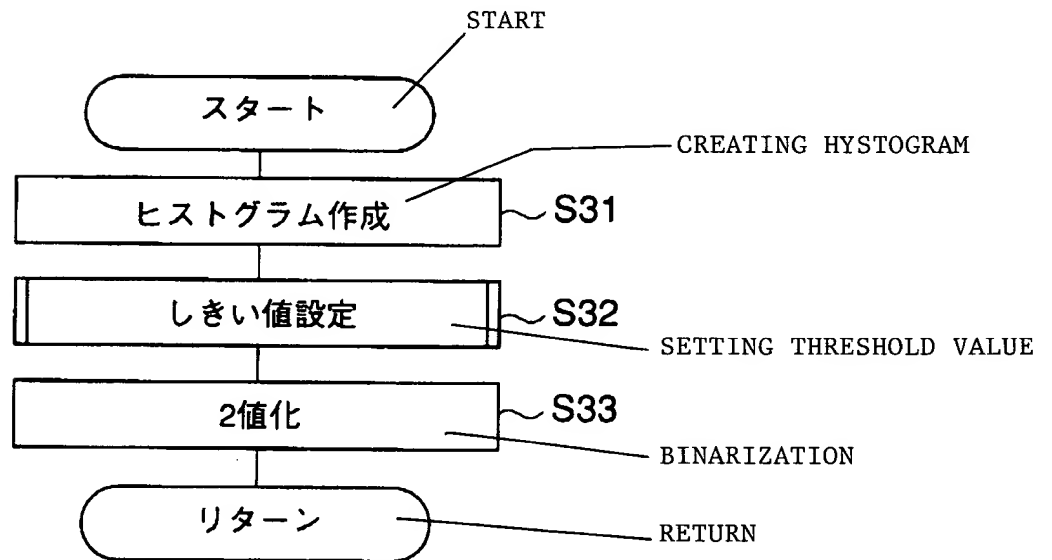 START
スタート
CREATING HYSTOGRAM
ヒストグラム作成
S31
しきい値設定
S32
SETTING THRESHOLD VALUE
2値化
S33
BINARIZATION
リターン
RETURN